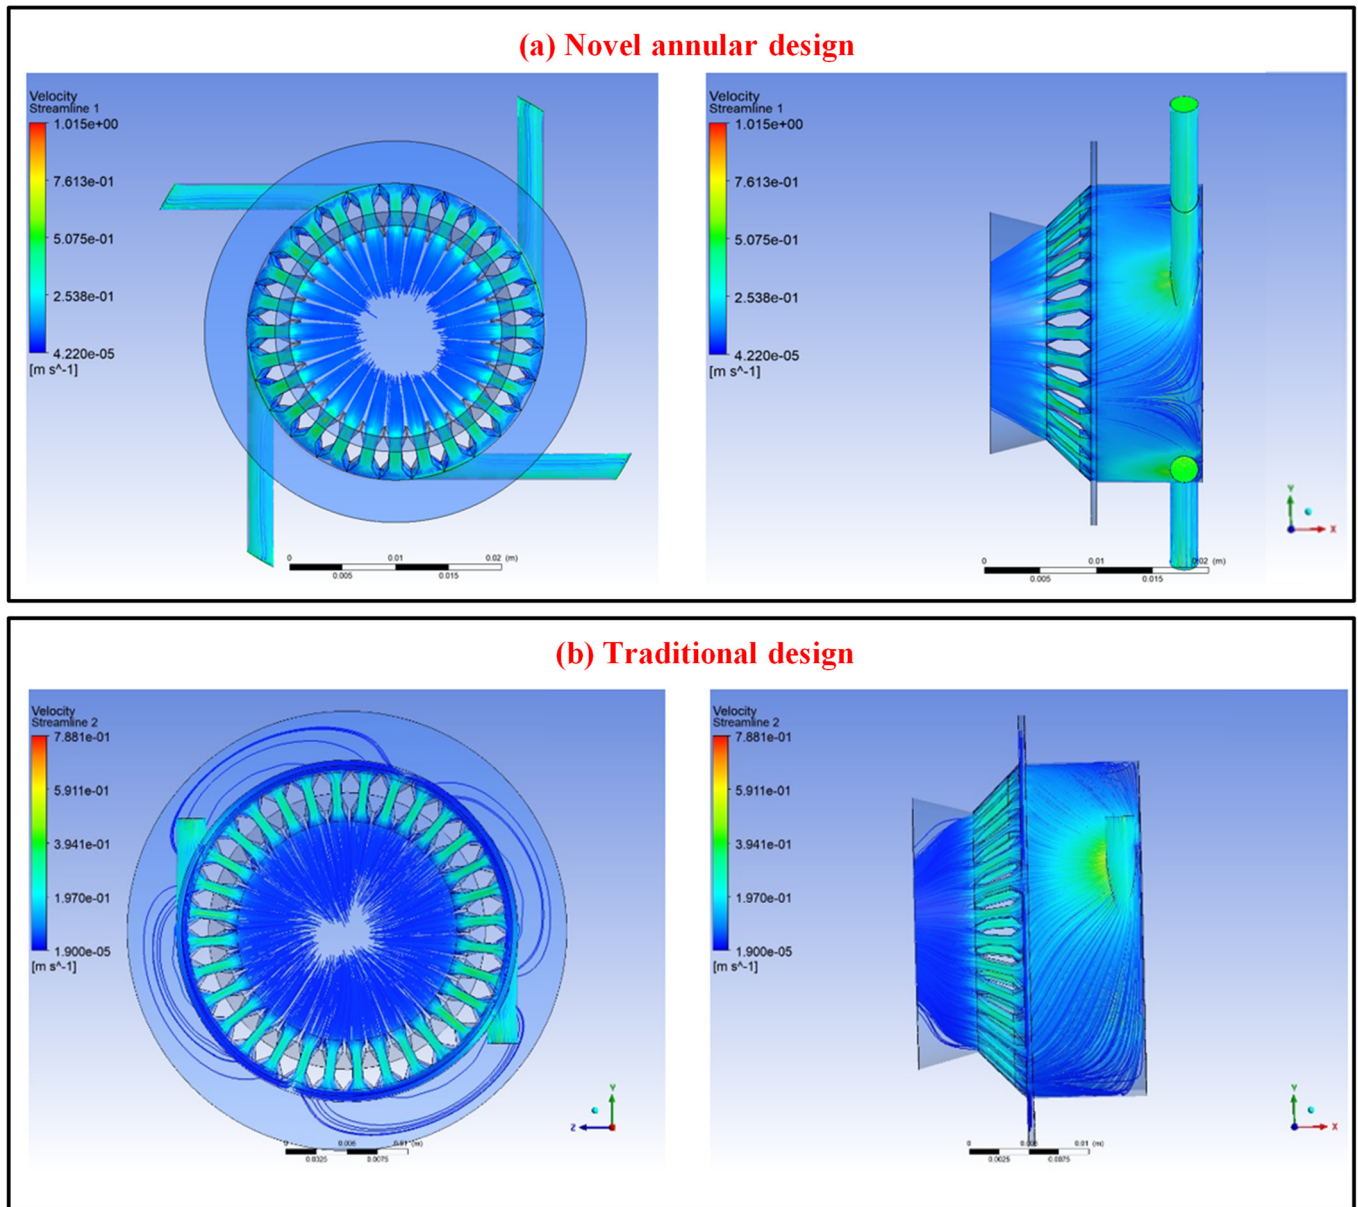 (a) Novel annular design
Velocity
Streamline 1
1.015e+00
7.613e-01
5.075e-01
2.538e-01
4.220e-05
[m s^-1]
0 0.01 0.02 (m)
0.005 0.015
Velocity
Streamline 1
1.015e+00
7.613e-01
5.075e-01
2.538e-01
4.220e-05
[m s^-1]
Y
X
0 0.01 0.02 (m)
0.005 0.015
(b) Traditional design
Velocity
Streamline 2
7.881e-01
5.911e-01
3.941e-01
1.970e-01
1.900e-05
[m s^-1]
Y
Z
(m)
0.0075
Velocity
Streamline 2
7.881e-01
5.911e-01
3.941e-01
1.970e-01
1.900e-05
[m s^-1]
Y
X
0 0.01 (m)
0.0025 0.0075